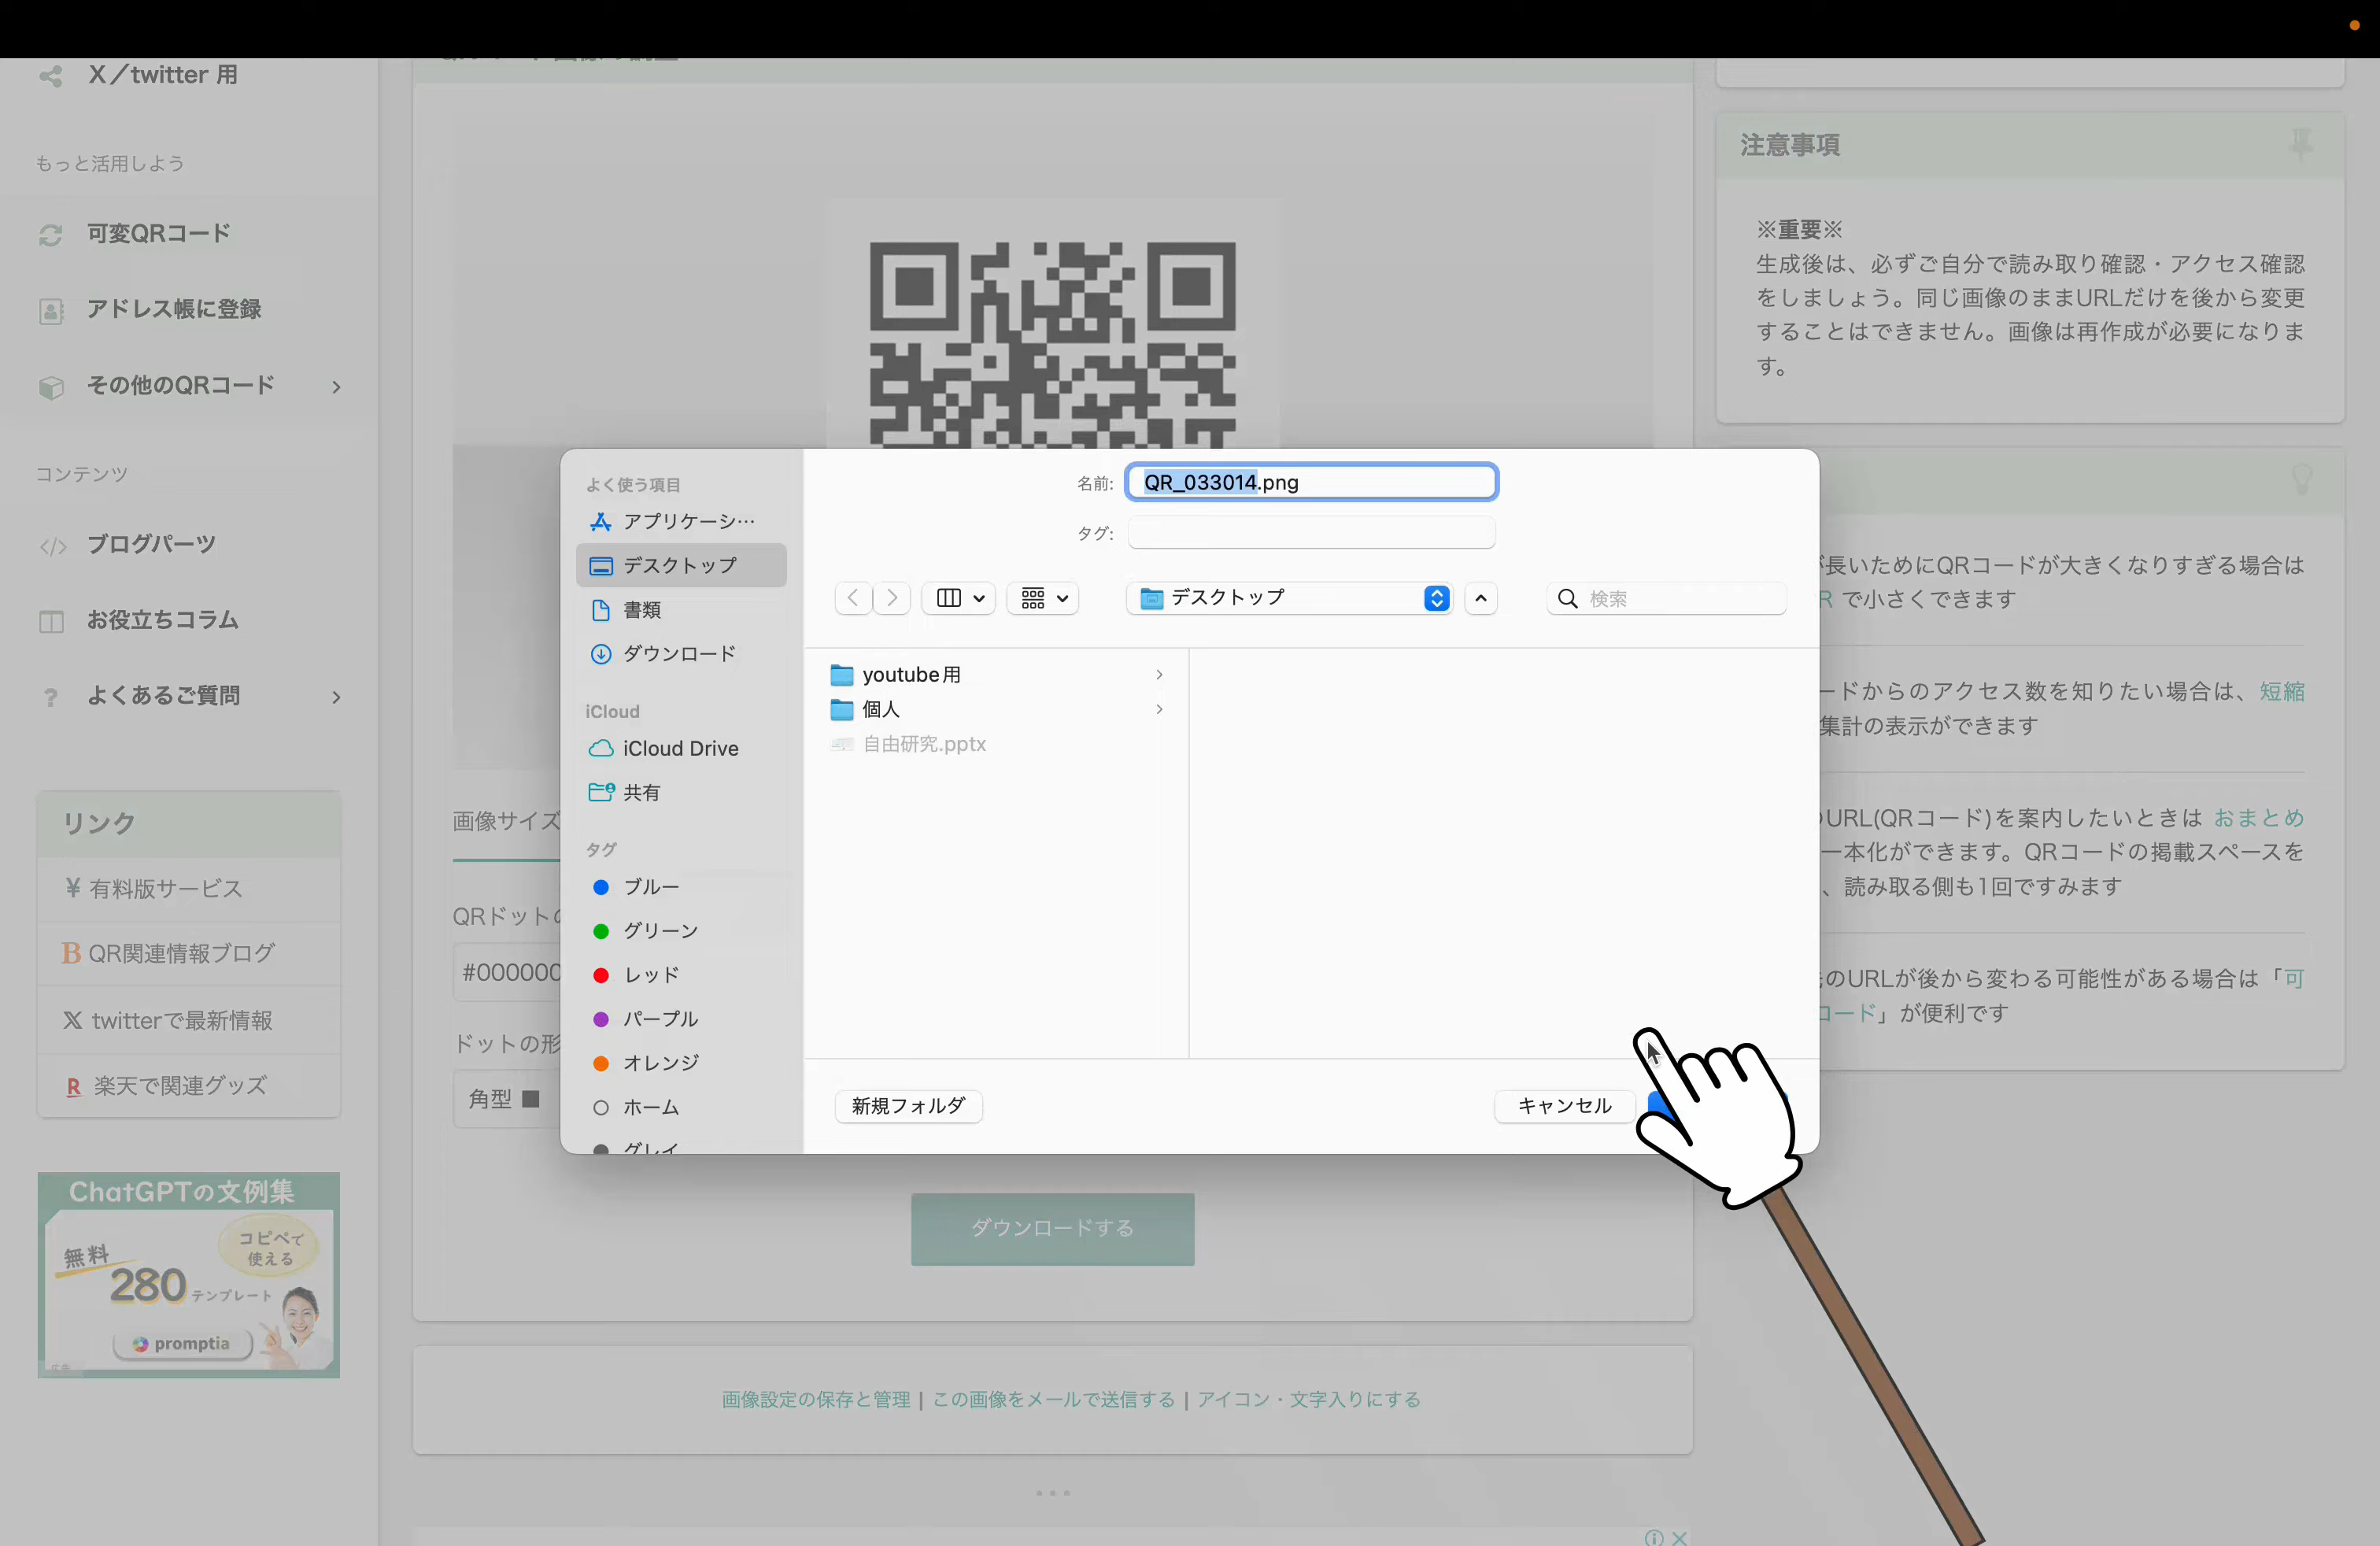 X／twitter 用
もっと活用しよう
可変QRコード
アドレス帳に登録
その他のQRコード
コンテンツ
ブログパーツ
お役立ちコラム
よくあるご質問
リンク
¥ 有料版サービス
B QR関連情報ブログ
X twitterで最新情報
R 楽天で関連グッズ
ChatGPTの文例集
無料
コピペで
使える
280 テンプレート
promptia
広告
画像サイズ
QRドットの
#000000
ドットの形
角型 ■
よく使う項目
アプリケーシ…
デスクトップ
書類
ダウンロード
iCloud
iCloud Drive
共有
タグ
ブルー
グリーン
レッド
パープル
オレンジ
ホーム
グレイ
名前: QR_033014.png
タグ:
デスクトップ
検索
youtube用
個人
自由研究.pptx
新規フォルダ
キャンセル
ダウンロードする
画像設定の保存と管理 | この画像をメールで送信する | アイコン・文字入りにする
注意事項
※重要※
生成後は、必ずご自分で読み取り確認・アクセス確認
をしましょう。同じ画像のままURLだけを後から変更
することはできません。画像は再作成が必要になりま
す。
長いためにQRコードが大きくなりすぎる場合は
R で小さくできます
ードからのアクセス数を知りたい場合は、短縮
集計の表示ができます
URL(QRコード)を案内したいときは おまとめ
一本化ができます。QRコードの掲載スペースを
、読み取る側も1回ですみます
のURLが後から変わる可能性がある場合は「可
コード」が便利です